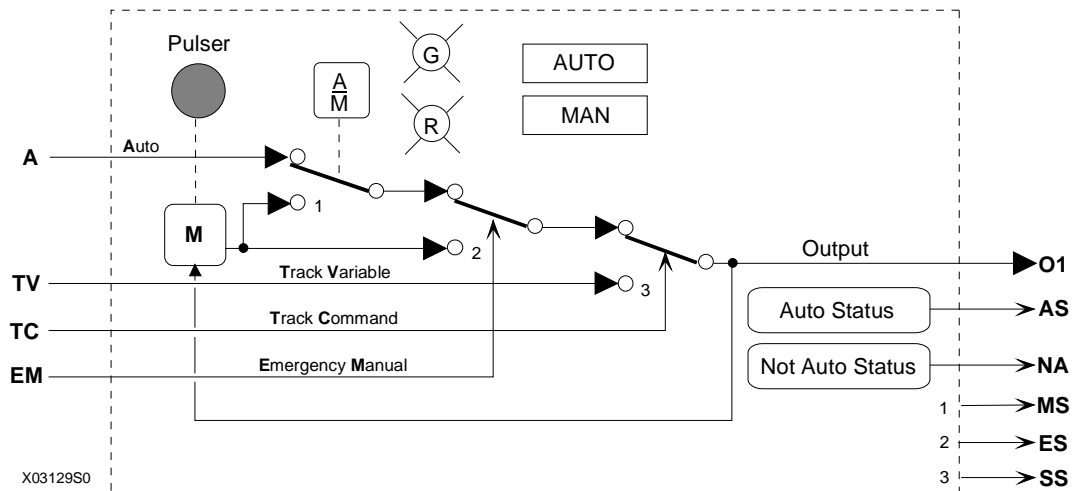 Pulser
G
AUTO
A
M
MAN
R
A
Auto
1
M
2
Output
TV
Track Variable
3
O1
TC
Track Command
Auto Status
AS
EM
Emergency Manual
Not Auto Status
NA
1
MS
2
ES
X03129S0
3
SS